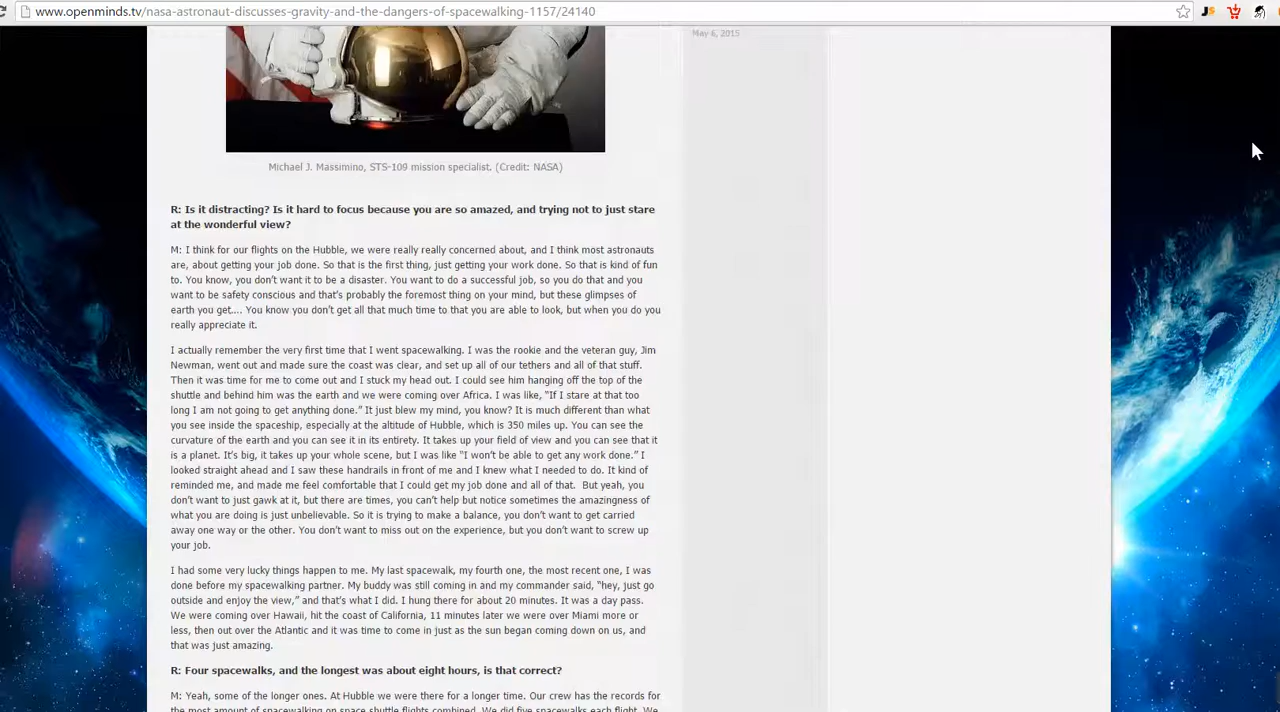 www.openminds.tv/nasa-astronaut-discusses-gravity-and-the-dangers-of-spacewalking-1157/24140
JS
May 6, 2015
Michael J. Massimino, STS-109 mission specialist. (Credit: NASA)
R: Is it distracting? Is it hard to focus because you are so amazed, and trying not to just stare
at the wonderful view?
M: I think for our flights on the Hubble, we were really really concerned about, and I think most astronauts
are, about getting your job done. So that is the first thing, just getting your work done. So that is kind of fun
to. You know, you don’t want it to be a disaster. You want to do a successful job, so you do that and you
want to be safety conscious and that’s probably the foremost thing on your mind, but these glimpses of
earth you get…. You know you don’t get all that much time to that you are able to look, but when you do you
really appreciate it.
I actually remember the very first time that I went spacewalking. I was the rookie and the veteran guy, Jim
Newman, went out and made sure the coast was clear, and set up all of our tethers and all of that stuff.
Then it was time for me to come out and I stuck my head out. I could see him hanging off the top of the
shuttle and behind him was the earth and we were coming over Africa. I was like, “If I stare at that too
long I am not going to get anything done.” It just blew my mind, you know? It is much different than what
you see inside the spaceship, especially at the altitude of Hubble, which is 350 miles up. You can see the
curvature of the earth and you can see it in its entirety. It takes up your field of view and you can see that it
is a planet. It’s big, it takes up your whole scene, but I was like “I won’t be able to get any work done.” I
looked straight ahead and I saw these handrails in front of me and I knew what I needed to do. It kind of
reminded me, and made me feel comfortable that I could get my job done and all of that. But yeah, you
don’t want to just gawk at it, but there are times, you can’t help but notice sometimes the amazingness of
what you are doing is just unbelievable. So it is trying to make a balance, you don’t want to get carried
away one way or the other. You don’t want to miss out on the experience, but you don’t want to screw up
your job.
I had some very lucky things happen to me. My last spacewalk, my fourth one, the most recent one, I was
done before my spacewalking partner. My buddy was still coming in and my commander said, “hey, just go
outside and enjoy the view,” and that’s what I did. I hung there for about 20 minutes. It was a day pass.
We were coming over Hawaii, hit the coast of California, 11 minutes later we were over Miami more or
less, then out over the Atlantic and it was time to come in just as the sun began coming down on us, and
that was just amazing.
R: Four spacewalks, and the longest was about eight hours, is that correct?
M: Yeah, some of the longer ones. At Hubble we were there for a longer time. Our crew has the records for
the most amount of spacewalking on space shuttle flights combined. We did five spacewalks each flight. We